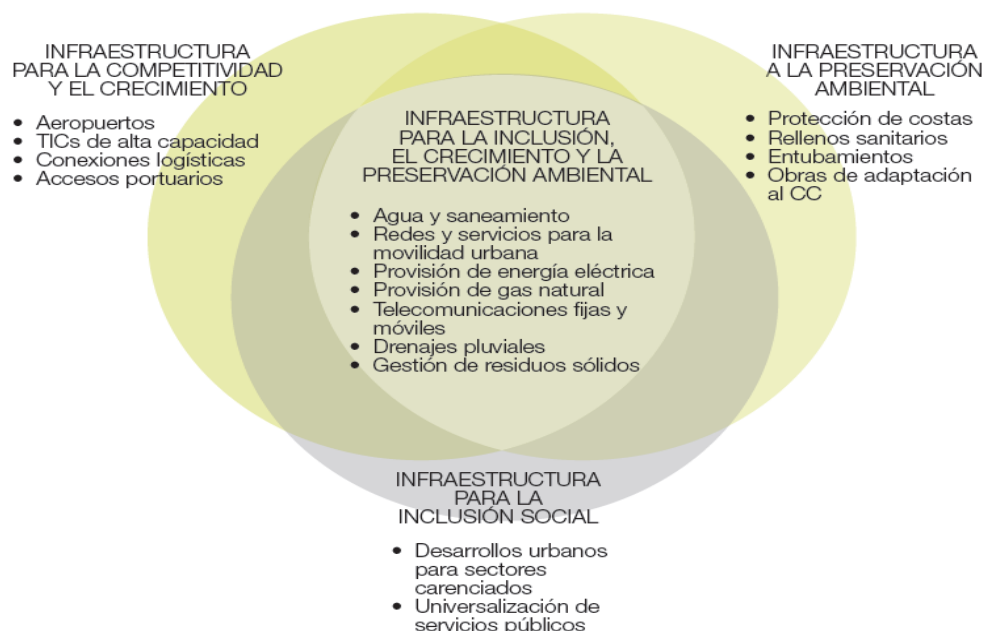 INFRAESTRUCTURA
PARA LA COMPETITIVIDAD
Y EL CRECIMIENTO
• Aeropuertos
• TICs de alta capacidad
• Conexiones logísticas
• Accesos portuarios
INFRAESTRUCTURA
PARA LA INCLUSIÓN,
EL CRECIMIENTO Y LA
PRESERVACIÓN AMBIENTAL
• Agua y saneamiento
• Redes y servicios para la
movilidad urbana
• Provisión de energía eléctrica
• Provisión de gas natural
• Telecomunicaciones fijas y
móviles
• Drenajes pluviales
• Gestión de residuos sólidos
INFRAESTRUCTURA
A LA PRESERVACIÓN
AMBIENTAL
• Protección de costas
• Rellenos sanitarios
• Entubamientos
• Obras de adaptación
al CC
INFRAESTRUCTURA
PARA LA
INCLUSIÓN SOCIAL
• Desarrollos urbanos
para sectores
carenciados
• Universalización de
servicios públicos